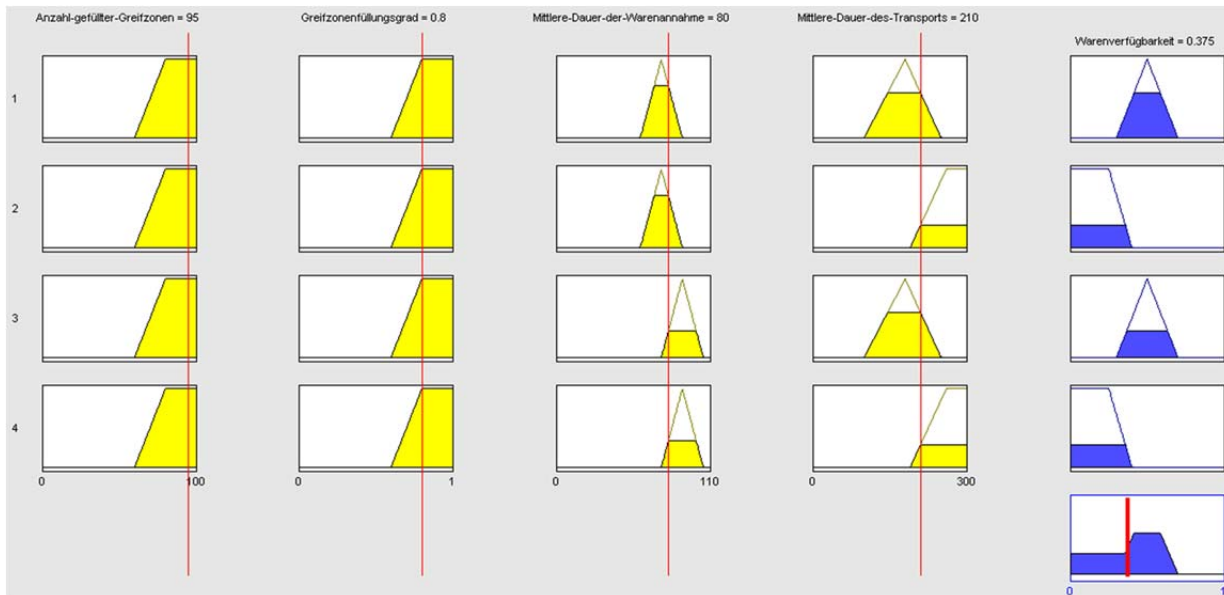 Anzahl-gefüllter-Greifzonen = 95
Greifzonenfüllungsgrad = 0.8
Mittlere-Dauer-der-Warenannahme = 80
Mittlere-Dauer-des-Transports = 210
Warenverfügbarkeit = 0.375
1
2
3
4
0 100
0 1
0 110
0 300
0 1